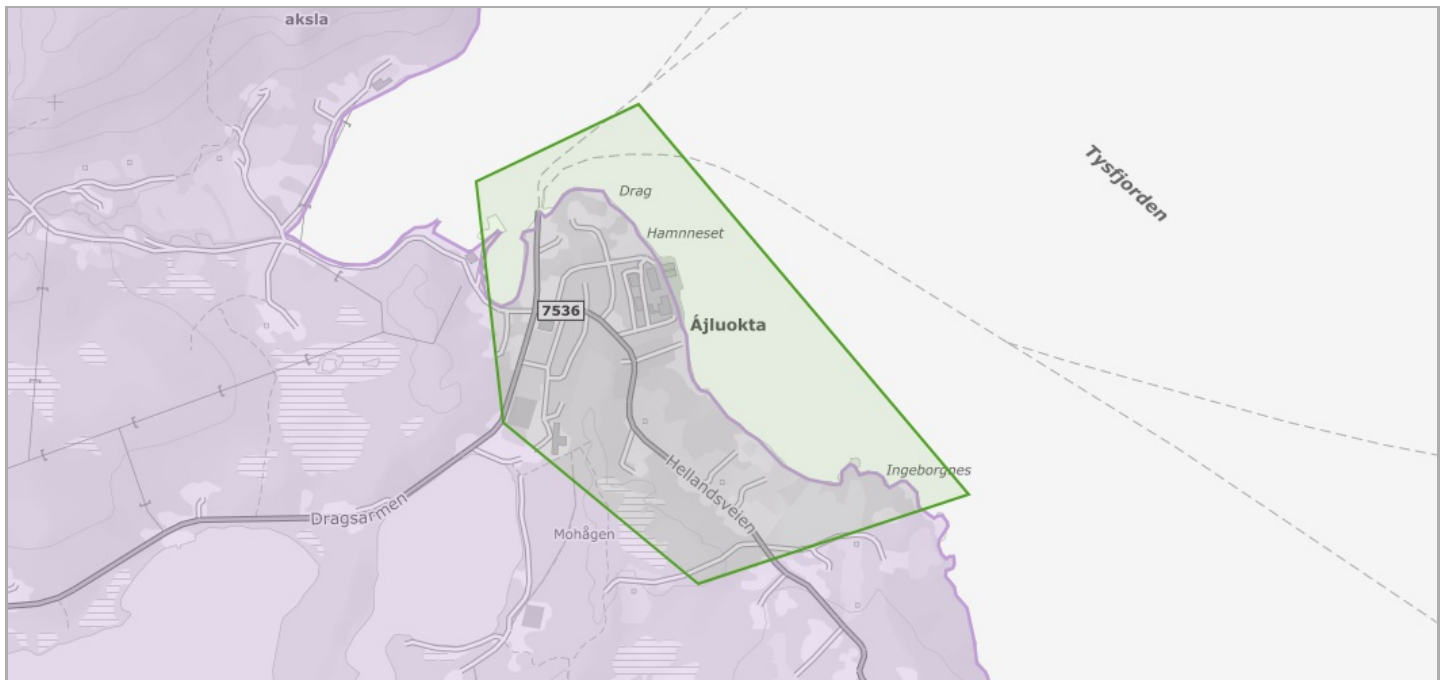 aksla
Tysfjorden
Drag
Hamnneset
7536
Ájluokta
Ingeborgnes
Hellandsveien
Dragsarmen
Mohågen